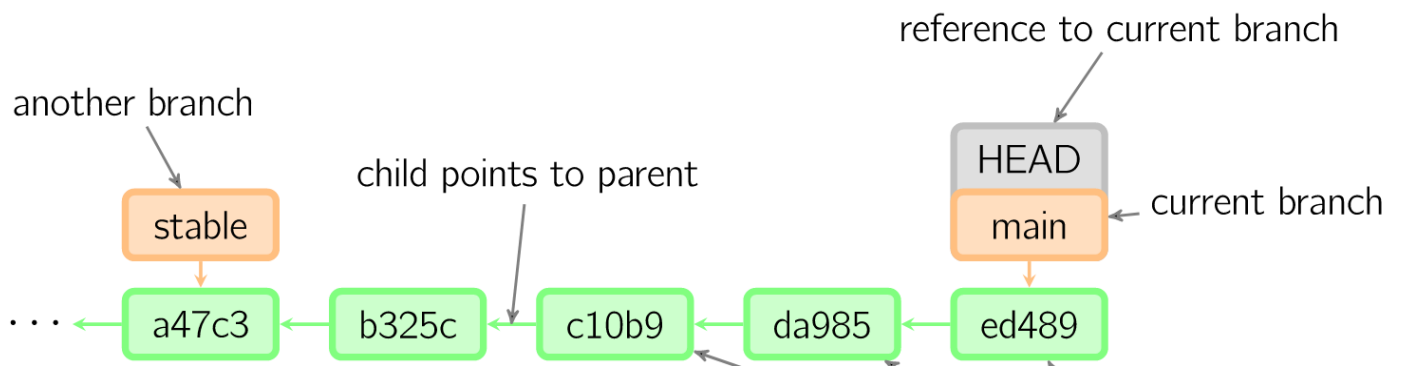 reference to current branch
another branch
HEAD
child points to parent
current branch
stable
main
...
a47c3
b325c
c10b9
da985
ed489